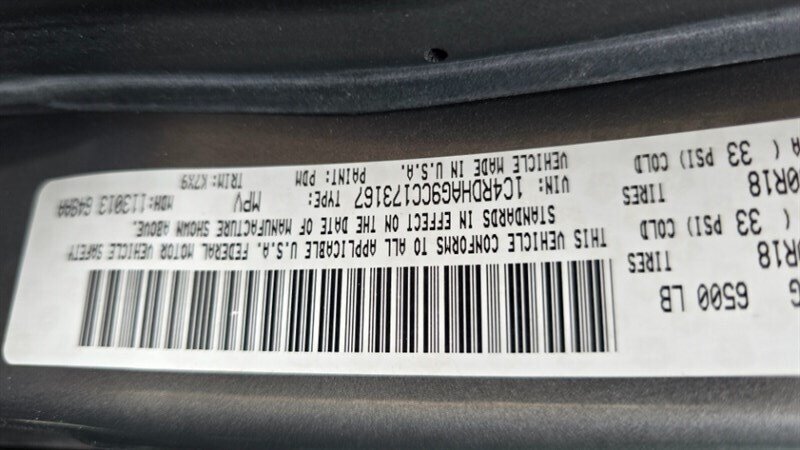 G 6500 LB
TIRES
0R18
( 33 PSI) COLD
TIRES
0R18
A ( 33 PSI) COLD
THIS VEHICLE CONFORMS TO ALL APPLICABLE U.S.A. FEDERAL MOTOR VEHICLE SAFETY
STANDARDS IN EFFECT ON THE DATE OF MANUFACTURE SHOWN ABOVE.
VIN: 1C4RDHAG9CC173167 TYPE: MPV MDH: 113013 649AA
VEHICLE MADE IN U.S.A. PAINT: PDM TRIM: K7X9